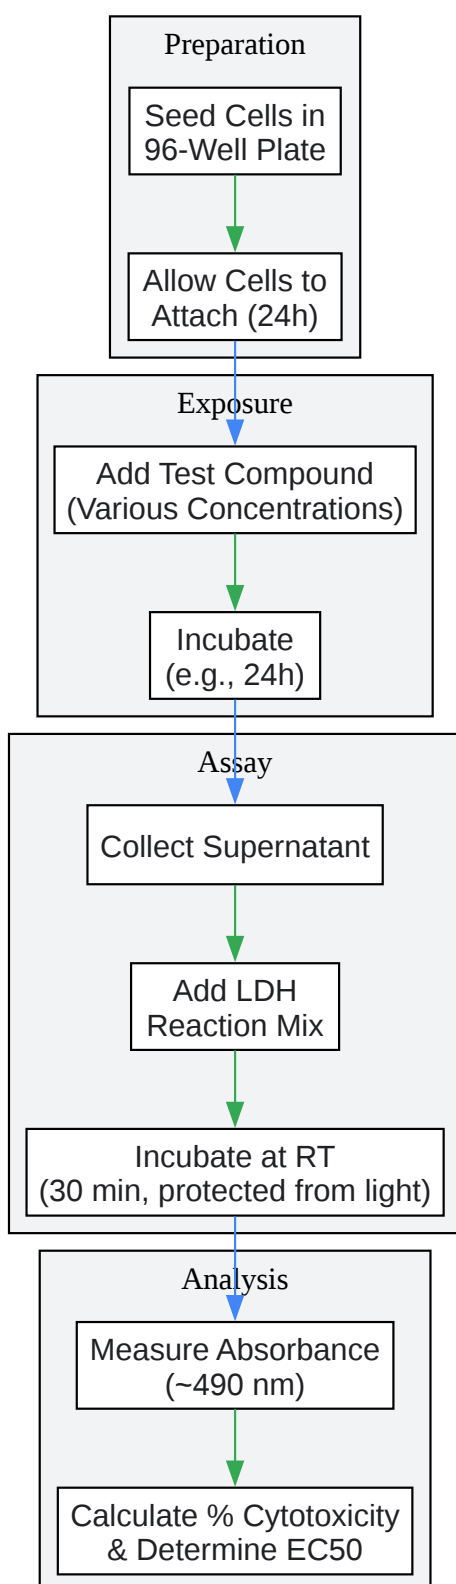 Preparation
Seed Cells in
96-Well Plate
Allow Cells to
Attach (24h)
Exposure
Add Test Compound
(Various Concentrations)
Incubate
(e.g., 24h)
Assay
Collect Supernatant
Add LDH
Reaction Mix
Incubate at RT
(30 min, protected from light)
Analysis
Measure Absorbance
(~490 nm)
Calculate % Cytotoxicity
& Determine EC50